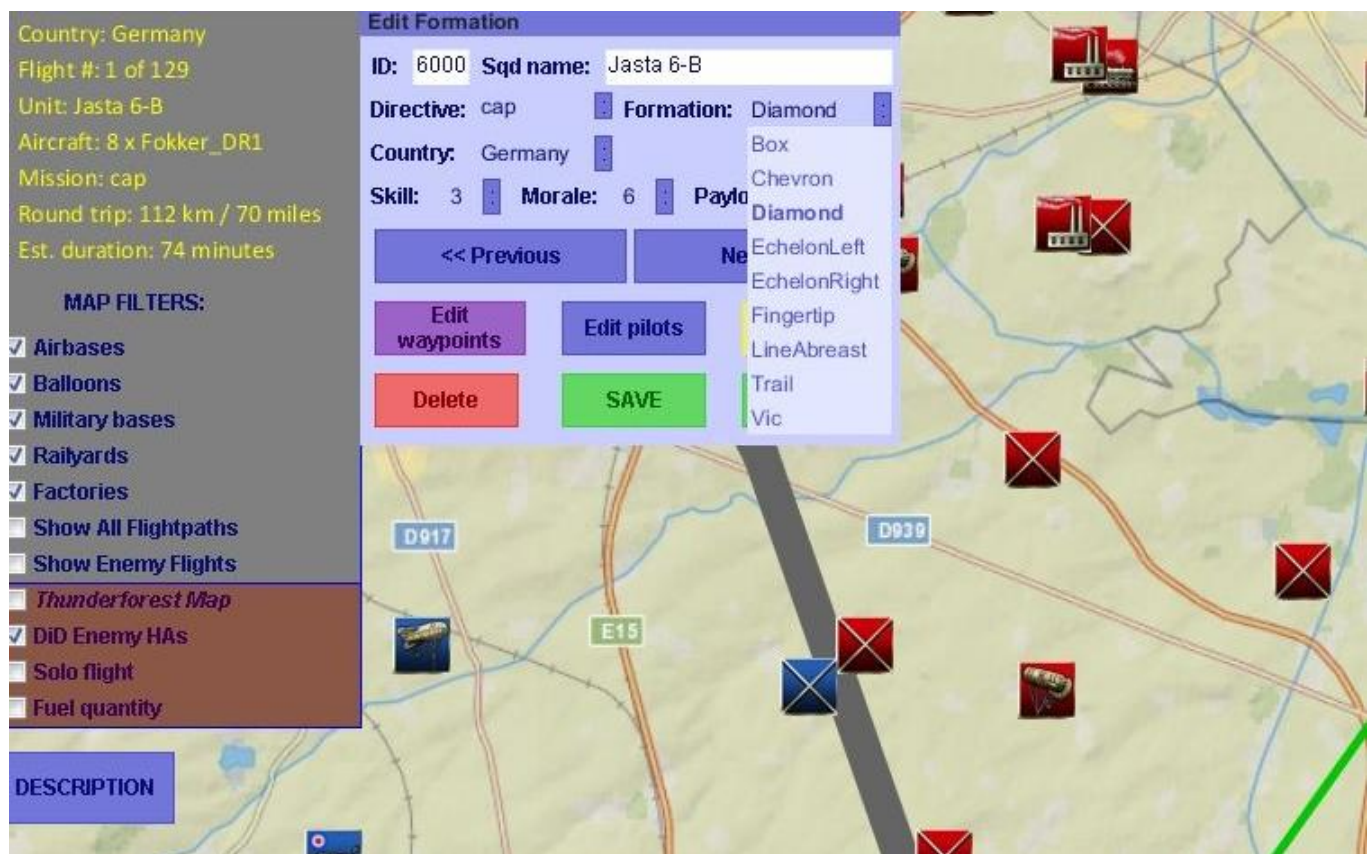 Country: Germany
Flight #: 1 of 129
Unit: Jasta 6-B
Aircraft: 8 x Fokker_DR1
Mission: cap
Round trip: 112 km / 70 miles
Est. duration: 74 minutes
MAP FILTERS:
Airbases
Balloons
Military bases
Railyards
Factories
Show All Flightpaths
Show Enemy Flights
Thunderforest Map
DiD Enemy HAs
Solo flight
Fuel quantity
DESCRIPTION
Edit Formation
ID: 6000 Sqd name: Jasta 6-B
Directive: cap Formation: Diamond
Country: Germany
Skill: 3 Morale: 6 Paylo
<< Previous Ne
Edit
waypoints
Edit pilots
Delete SAVE
Box
Chevron
Diamond
EchelonLeft
EchelonRight
Fingertip
LineAbreast
Trail
Vic
D917
D939
E15